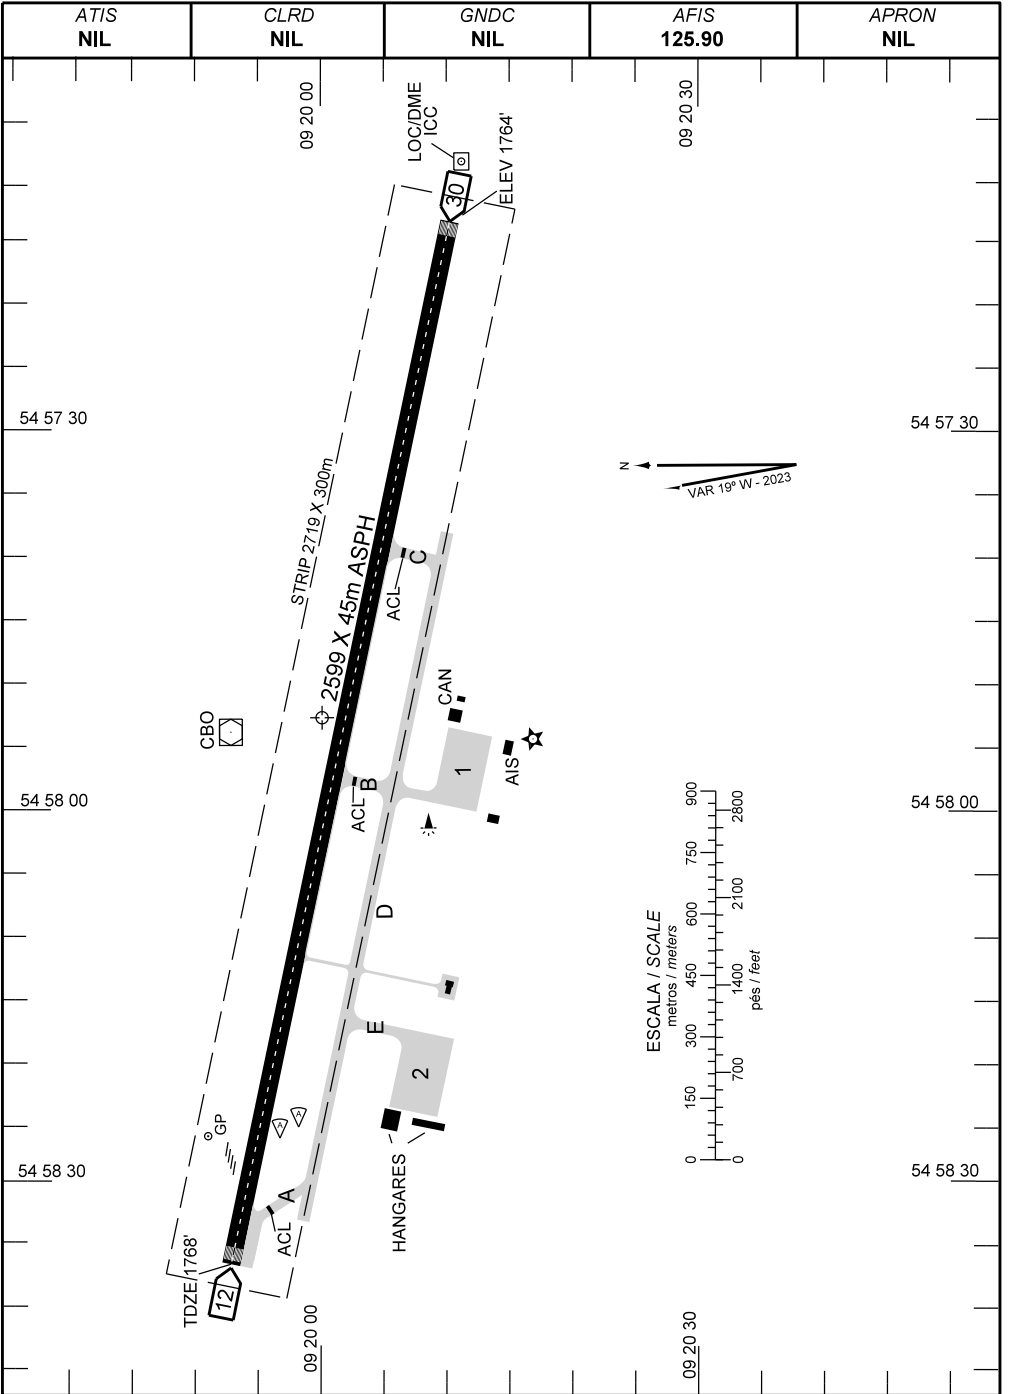 ATIS
NIL
CLRD
NIL
GNDC
NIL
AFIS
125.90
APRON
NIL
09 20 00
09 20 30
LOC/DME
ICC
30
ELEV 1764'
54 57 30
54 57 30
N
VAR 19º W - 2023
STRIP 2719 X 300m
2599 X 45m ASPH
ACL
C
CBO
CAN
1
AIS
ACL
B
54 58 00
54 58 00
D
E
2
ESCALA / SCALE
metros / meters
0
150
300
450
600
750
900
0
700
1400
2100
2800
pés / feet
GP
A
A
HANGARES
54 58 30
54 58 30
A
ACL
TDZE 1768'
12
09 20 00
09 20 30